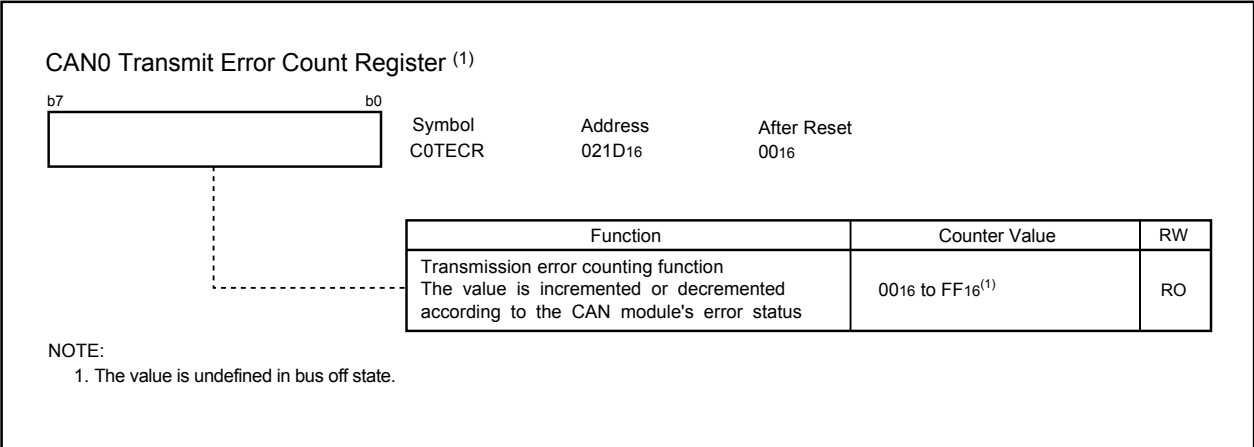 CAN0 Transmit Error Count Register (1)
b7 b0
Symbol Address After Reset
C0TECR 021D16 0016
Function Counter Value RW
Transmission error counting function
The value is incremented or decremented 0016 to FF16(1) RO
according to the CAN module's error status
NOTE:
1. The value is undefined in bus off state.